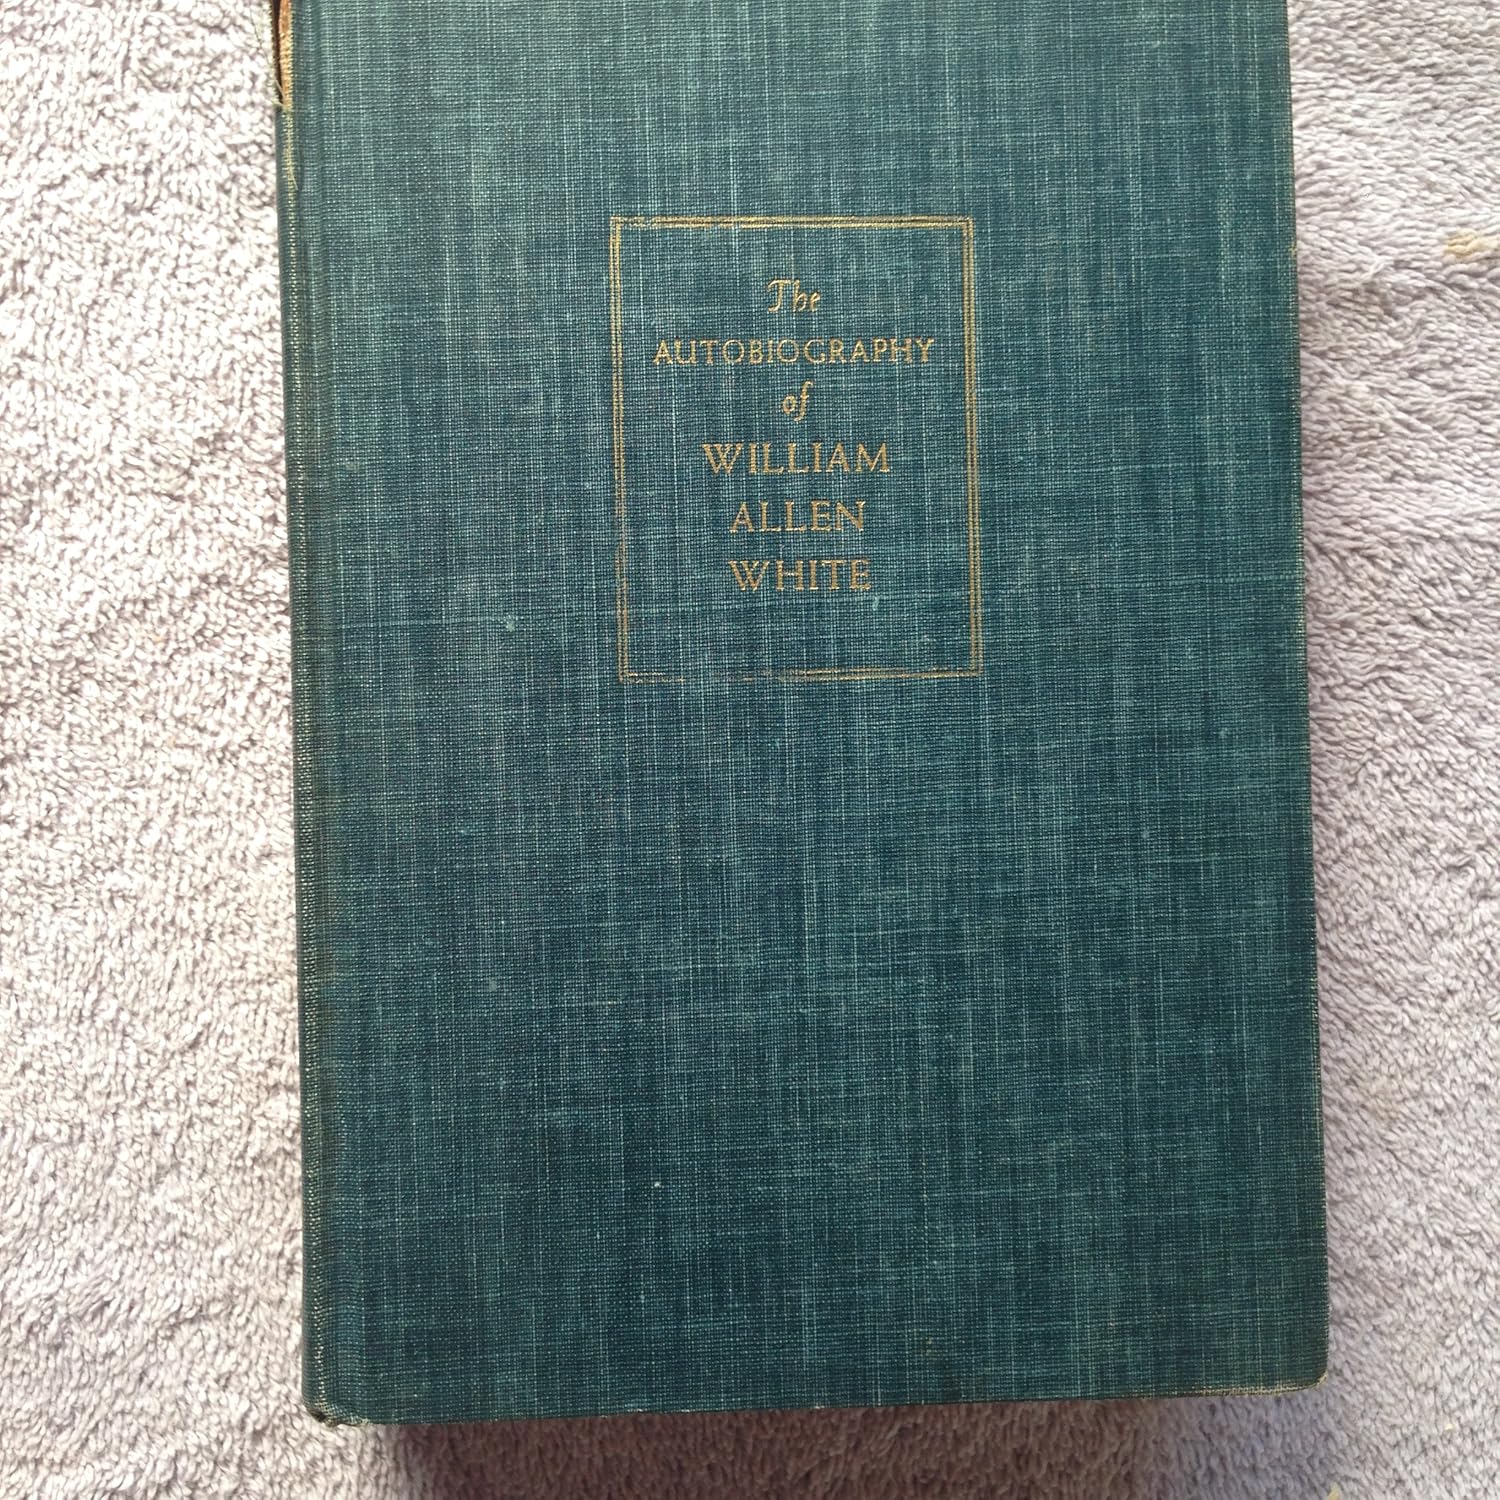 The
AUTOBIOGRAPHY
of
WILLIAM
ALLEN
WHITE